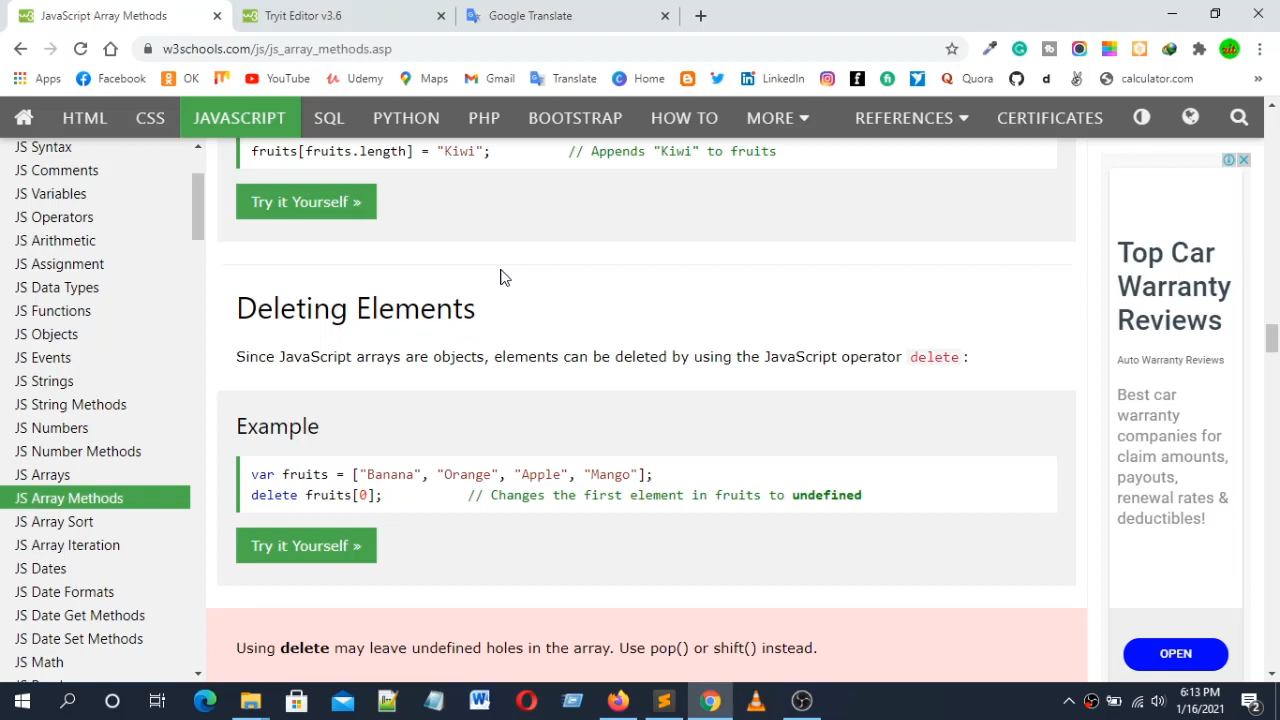 JavaScript Array Methods
Tryit Editor v3.6
Google Translate
w3schools.com/js/js_array_methods.asp
Apps Facebook OK YouTube Udemy Maps Gmail Translate Home LinkedIn Quora calculator.com »
HTML CSS JAVASCRIPT SQL PYTHON PHP BOOTSTRAP HOW TO MORE REFERENCES CERTIFICATES
JS Syntax
JS Comments
JS Variables
JS Operators
JS Arithmetic
JS Assignment
JS Data Types
JS Functions
JS Objects
JS Events
JS Strings
JS String Methods
JS Numbers
JS Number Methods
JS Arrays
JS Array Methods
JS Array Sort
JS Array Iteration
JS Dates
JS Date Formats
JS Date Get Methods
JS Date Set Methods
JS Math
fruits[fruits.length] = "Kiwi"; // Appends "Kiwi" to fruits
Try it Yourself »
Deleting Elements
Since JavaScript arrays are objects, elements can be deleted by using the JavaScript operator delete:
Example
var fruits = ["Banana", "Orange", "Apple", "Mango"];
delete fruits[0]; // Changes the first element in fruits to undefined
Try it Yourself »
Using delete may leave undefined holes in the array. Use pop() or shift() instead.
Top Car
Warranty
Reviews
Auto Warranty Reviews
Best car
warranty
companies for
claim amounts,
payouts,
renewal rates &
deductibles!
OPEN
6:13 PM
1/16/2021
2